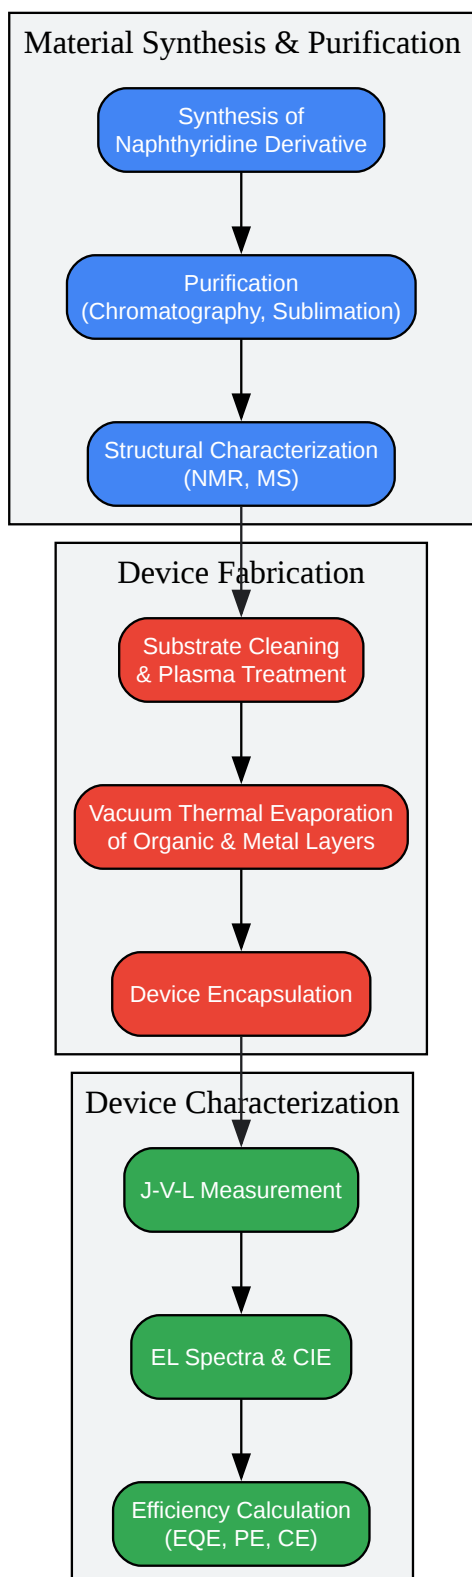 Material Synthesis & Purification
Synthesis of
Naphthyridine Derivative
Purification
(Chromatography, Sublimation)
Structural Characterization
(NMR, MS)
Device Fabrication
Substrate Cleaning
& Plasma Treatment
Vacuum Thermal Evaporation
of Organic & Metal Layers
Device Encapsulation
Device Characterization
J-V-L Measurement
EL Spectra & CIE
Efficiency Calculation
(EQE, PE, CE)